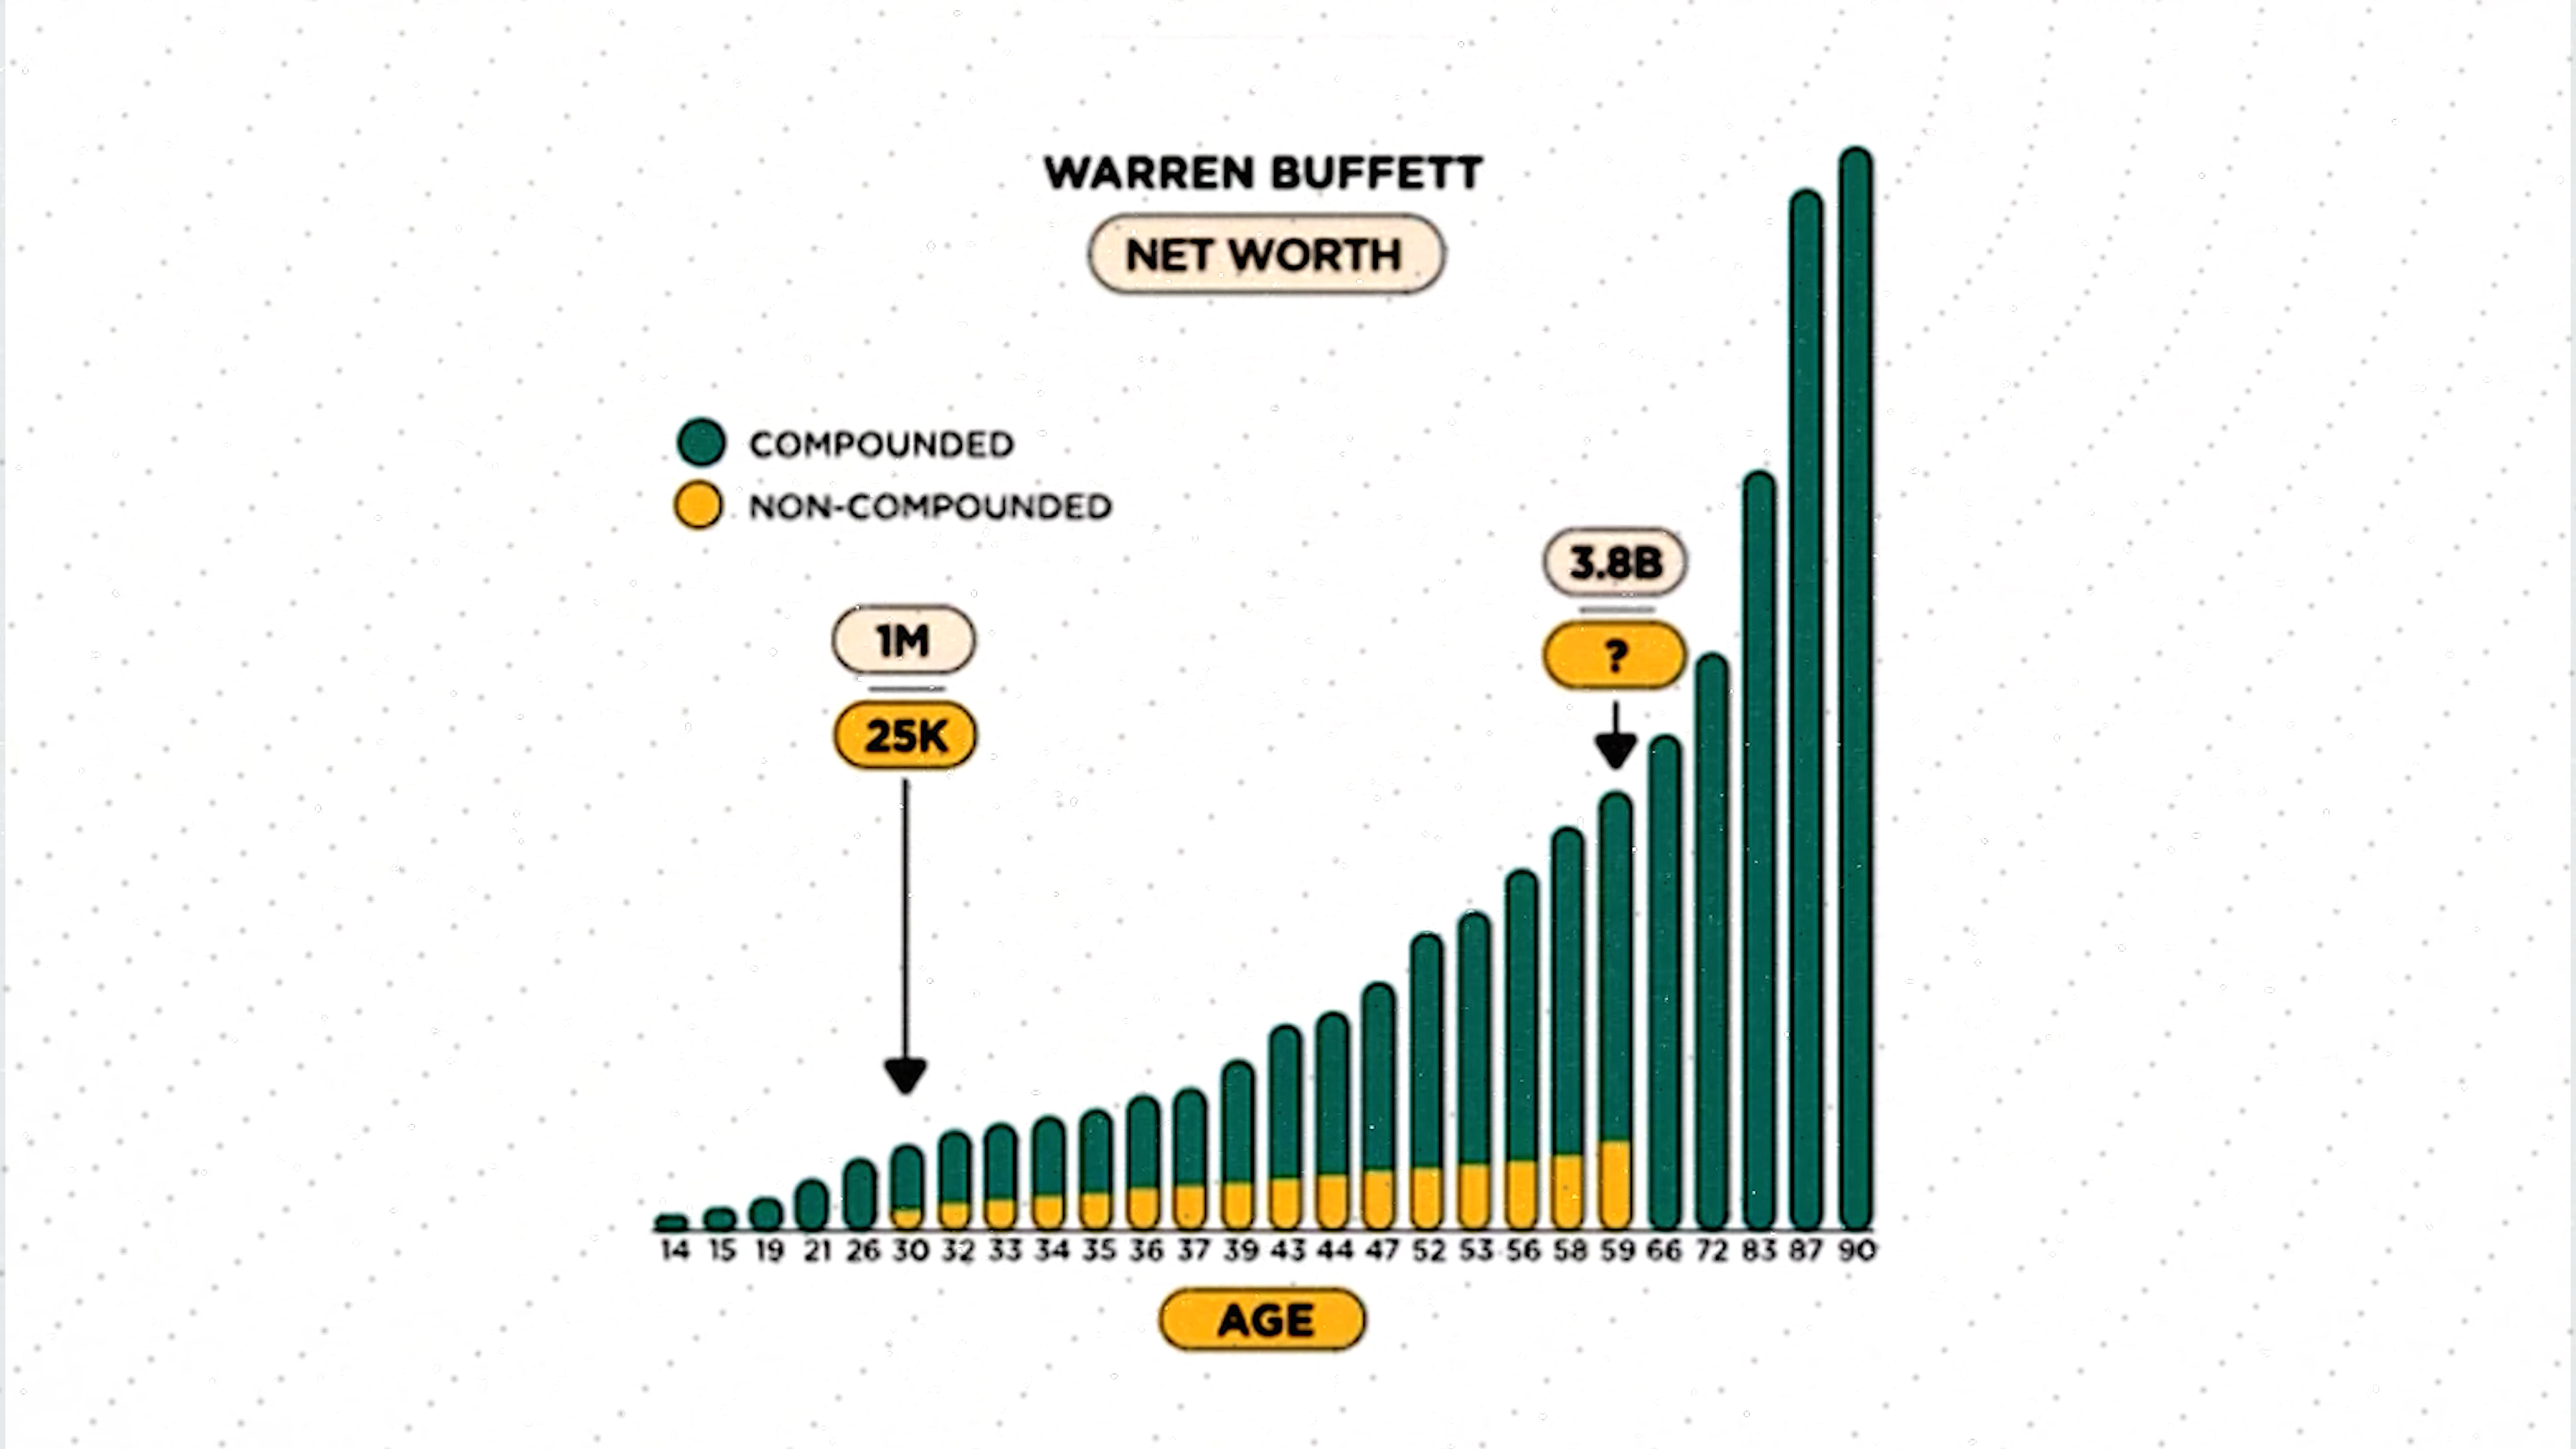 WARREN BUFFETT
NET WORTH
COMPOUNDED
NON-COMPOUNDED
3.8B
?
1M
25K
14 15 19 21 26 30 32 33 34 35 36 37 39 43 44 47 52 53 56 58 59 66 72 83 87 90
AGE